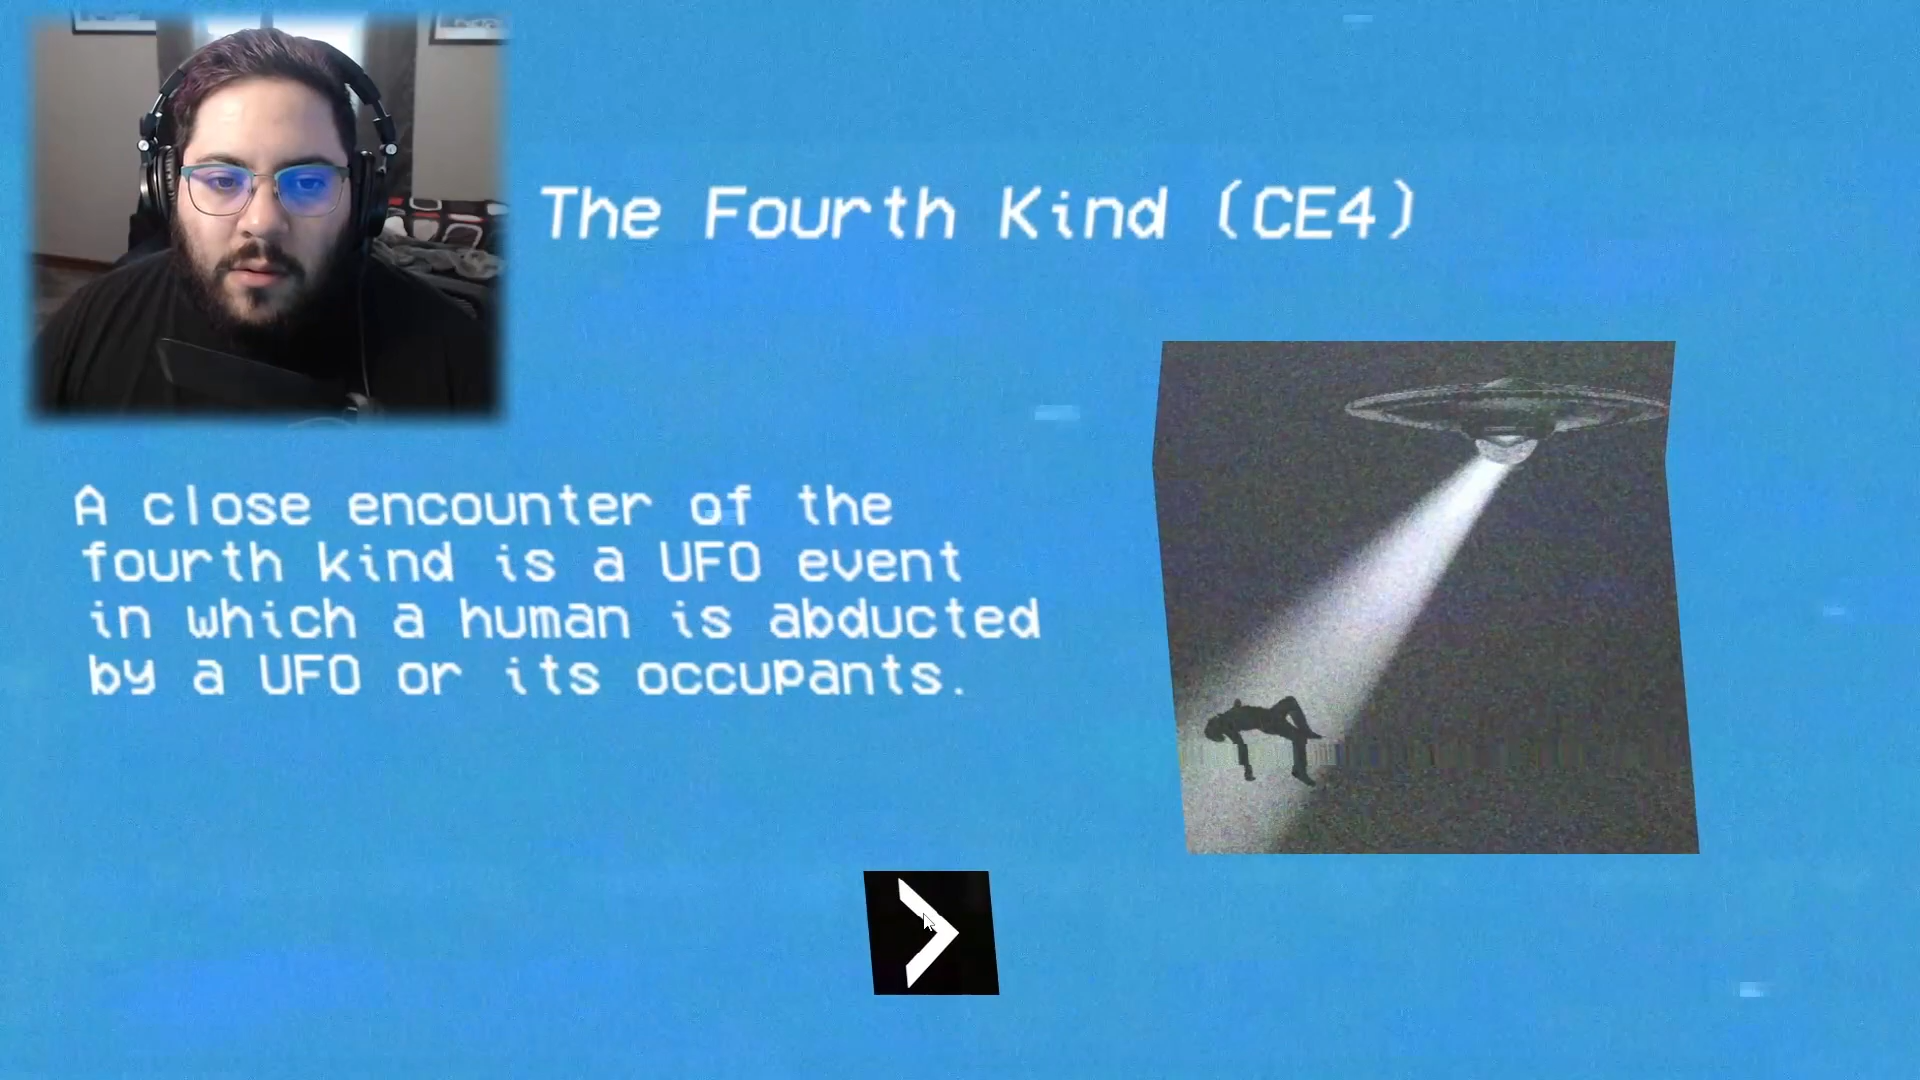 The Fourth Kind (CE4)
A close encounter of the
fourth kind is a UFO event
in which a human is abducted
by a UFO or its occupants.